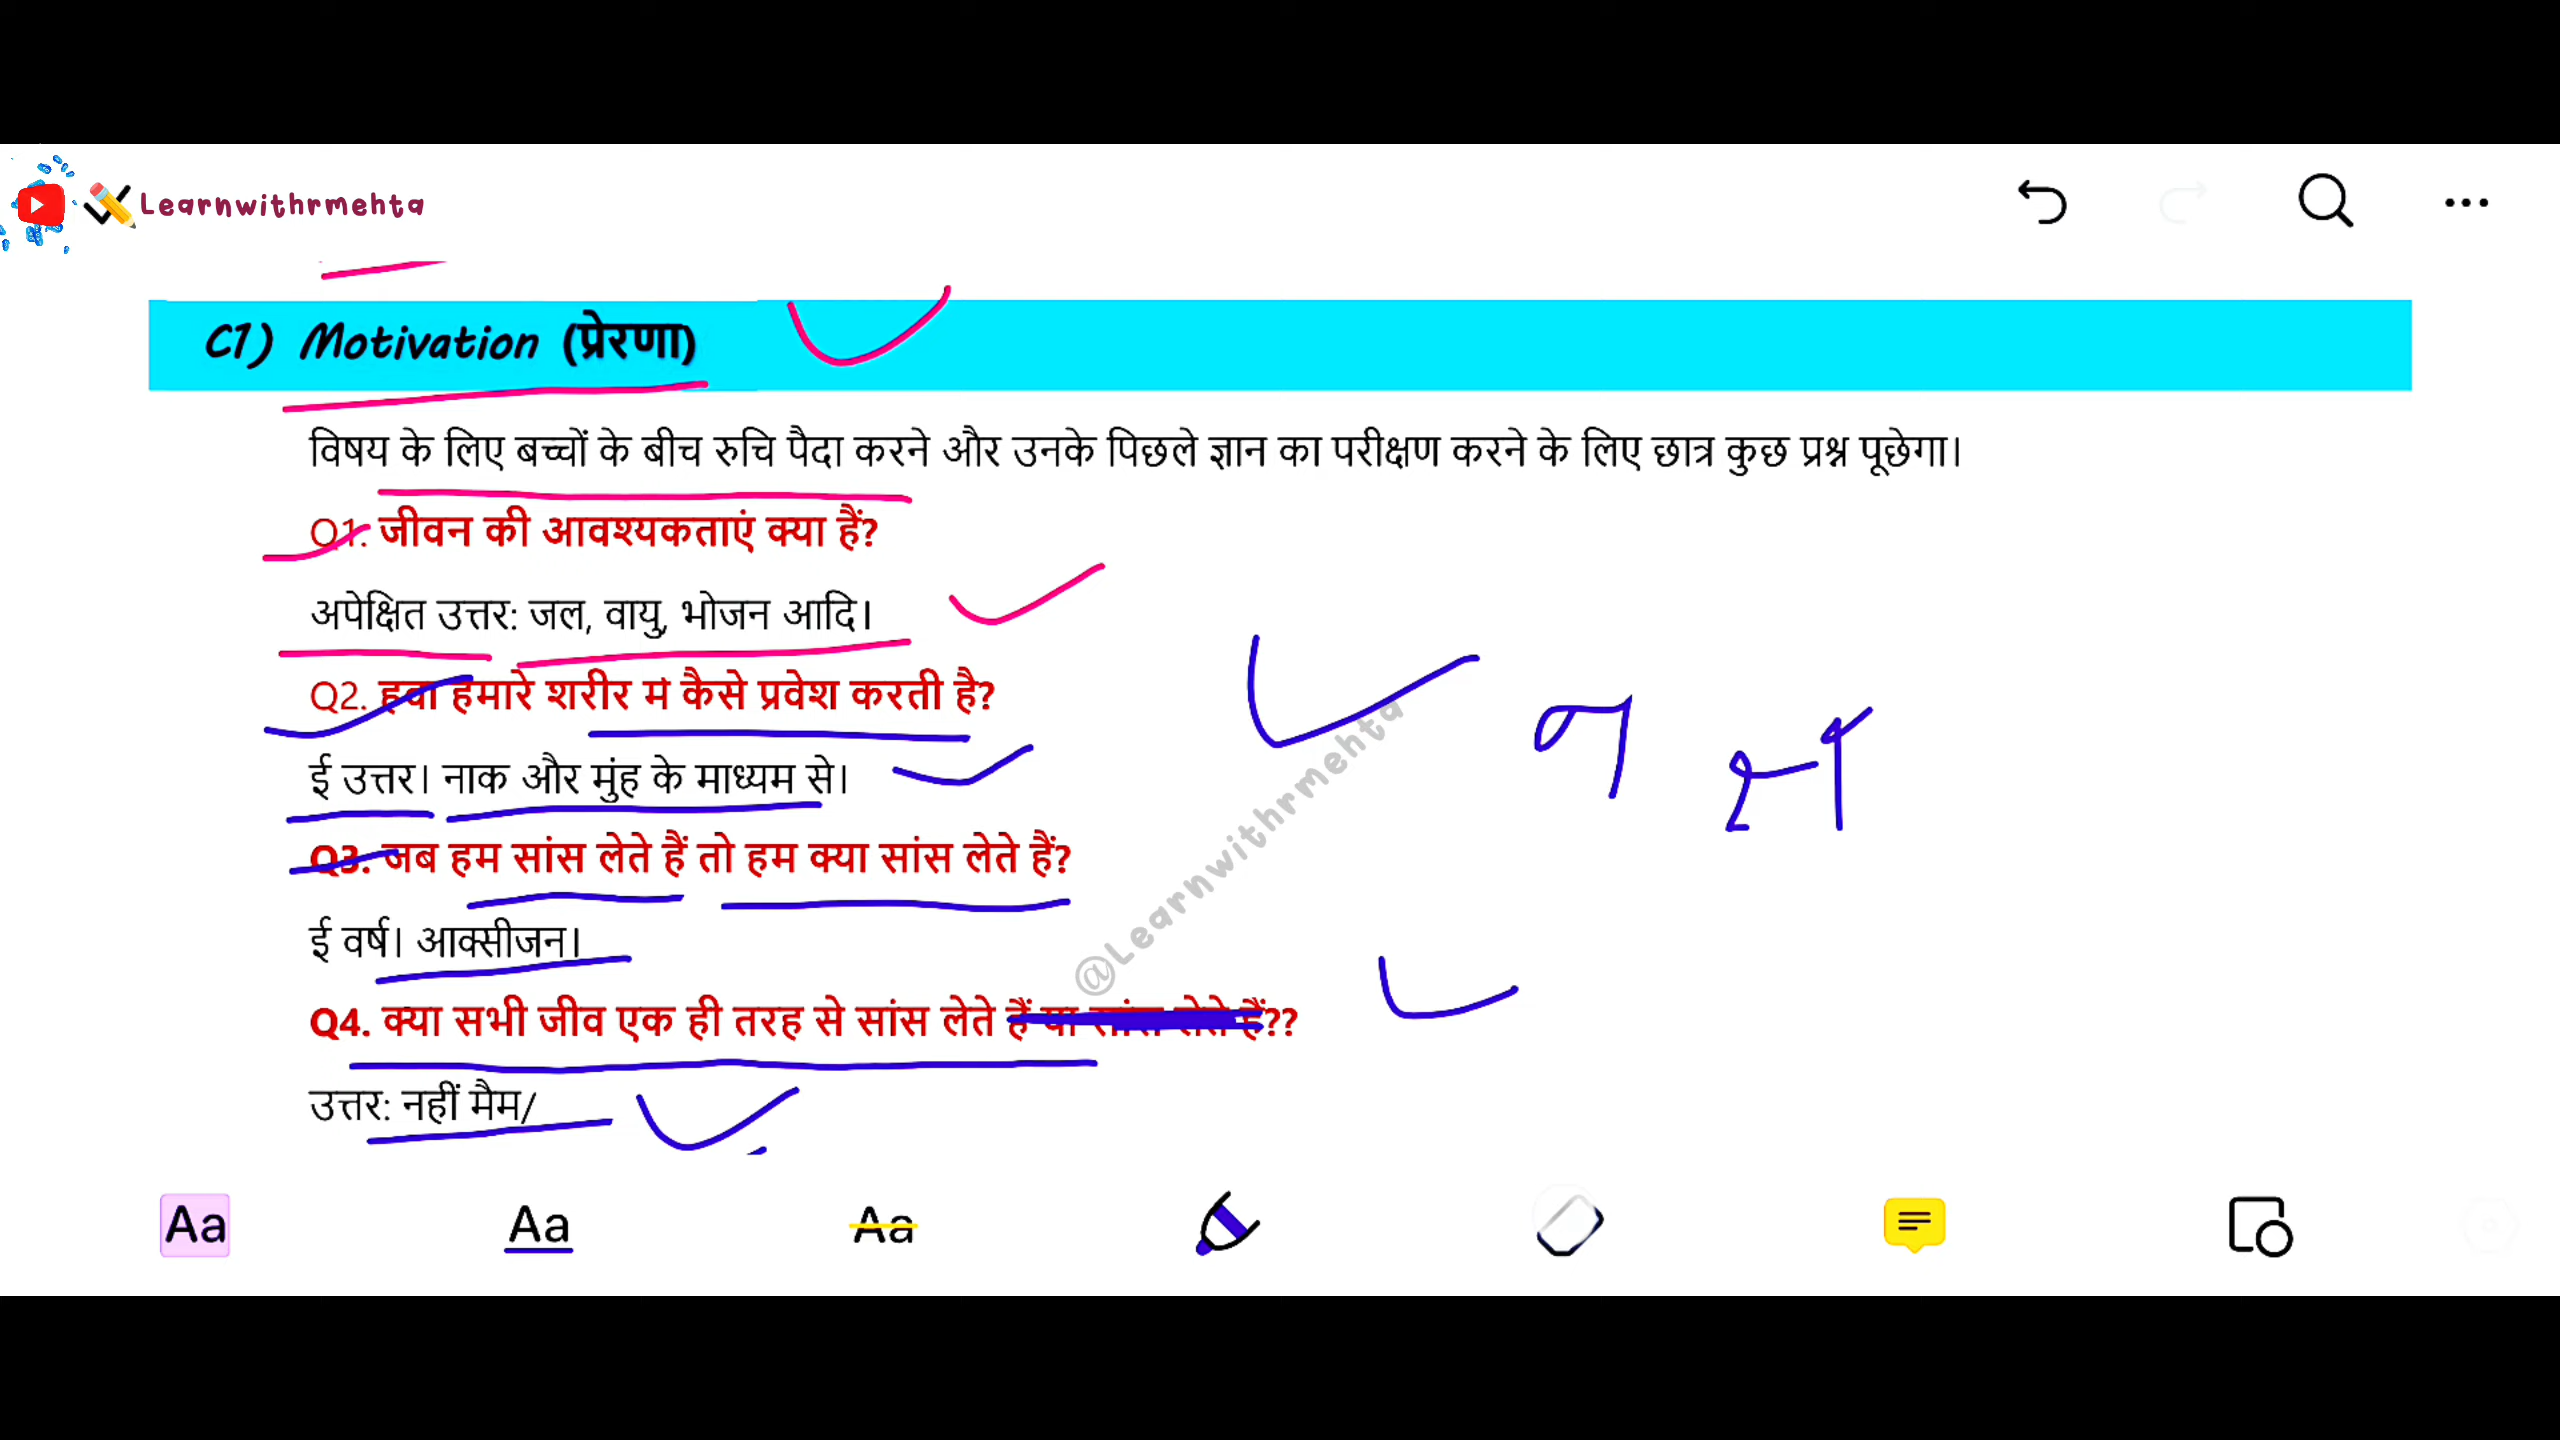 Learnwithrmehta
C1) Motivation (प्रेरणा)
विषय के लिए बच्चों के बीच रुचि पैदा करने और उनके पिछले ज्ञान का परीक्षण करने के लिए छात्र कुछ प्रश्न पूछेगा।
Q1. जीवन की आवश्यकताएं क्या हैं?
अपेक्षित उत्तर: जल, वायु, भोजन आदि।
Q2. हवा हमारे शरीर में कैसे प्रवेश करती है?
ई उत्तर। नाक और मुंह के माध्यम से।
Q3. जब हम सांस लेते हैं तो हम क्या सांस लेते हैं?
ई वर्ष। आक्सीजन।
@Learnwithrmehta
Q4. क्या सभी जीव एक ही तरह से सांस लेते हैं या सांस लेते हैं??
उत्तर: नहीं मैम/
Aa Aa Aa